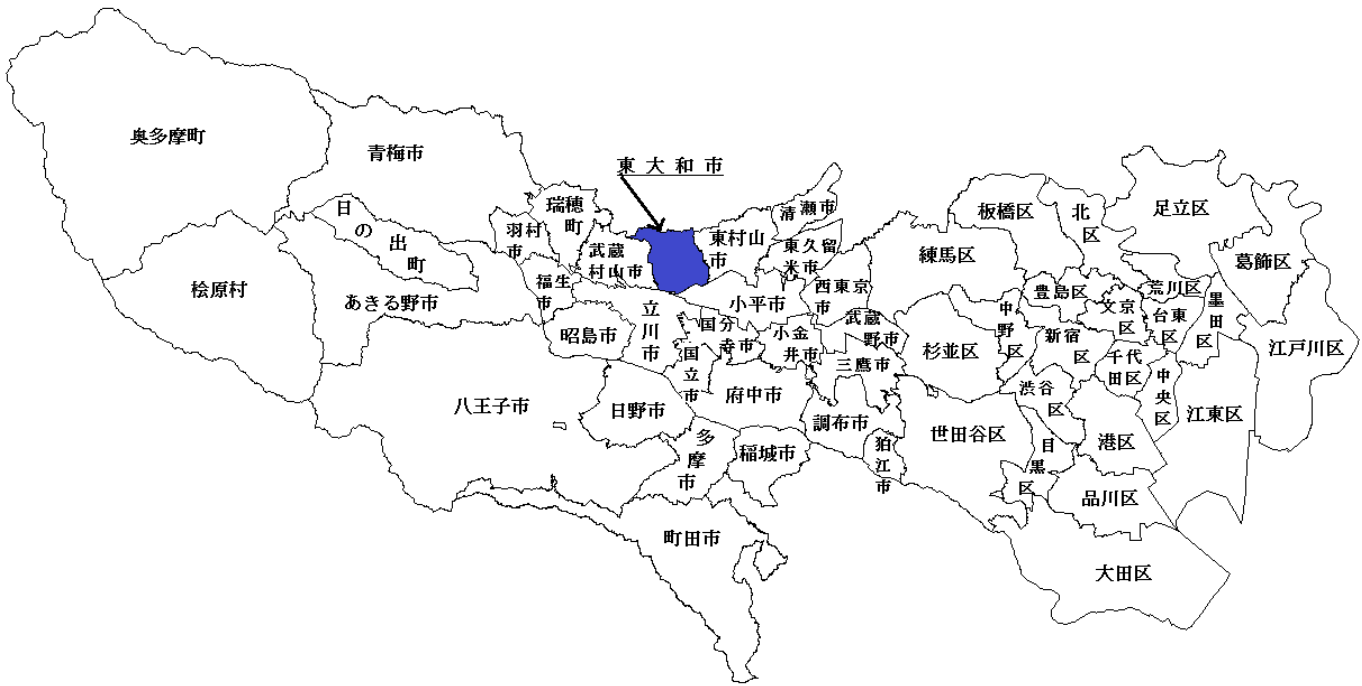 東大和市
奥多摩町
青梅市
瑞穂町
羽村市
日の出町
武蔵村山市
東村山市
清瀬市
東久留米市
板橋区
北区
足立区
葛飾区
練馬区
桧原村
あきる野市
福生市
昭島市
立川市
小平市
西東京市
国分寺市
小金井市
武蔵野市
三鷹市
国立市
府中市
調布市
狛江市
八王子市
日野市
多摩市
稲城市
町田市
杉並区
中野区
豊島区
文京区
荒川区
台東区
墨田区
江戸川区
新宿区
千代田区
中央区
江東区
渋谷区
港区
世田谷区
目黒区
品川区
大田区